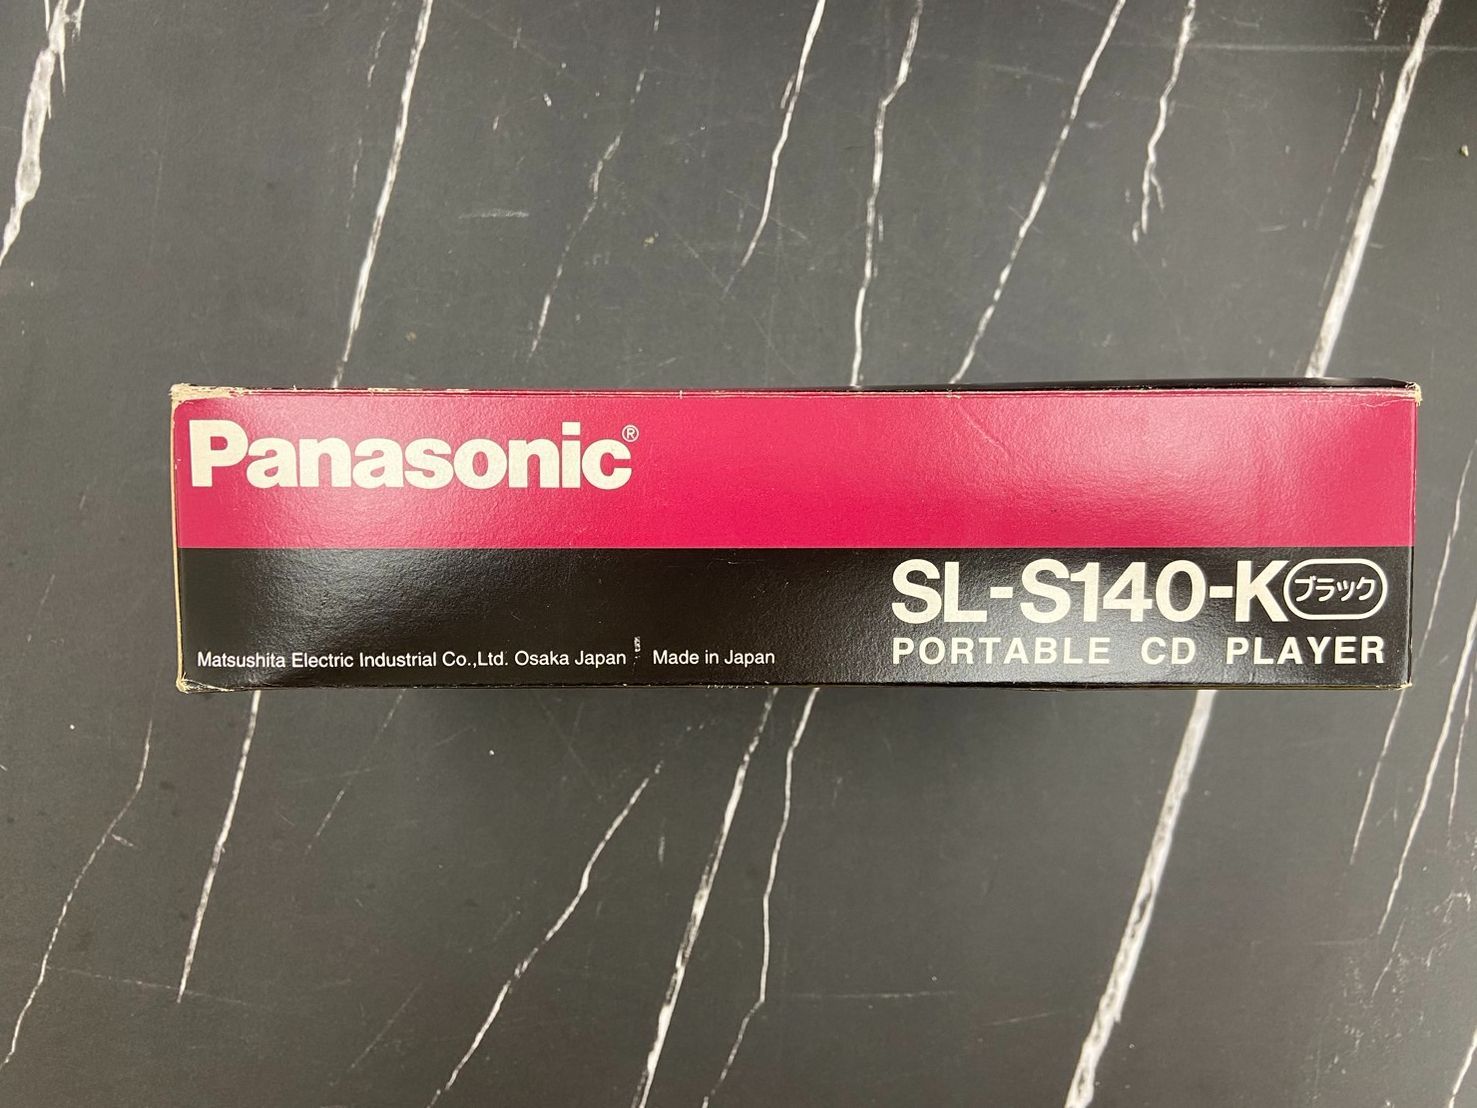 Panasonic®
SL-S140-K ブラック
PORTABLE CD PLAYER
Matsushita Electric Industrial Co.,Ltd. Osaka Japan Made in Japan